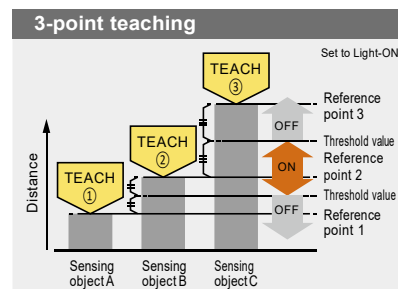 3-point teaching
Set to Light-ON
TEACH
③
TEACH
②
TEACH
①
Distance
OFF
ON
OFF
Reference
point 3
Threshold value
Reference
point 2
Threshold value
Reference
point 1
Sensing
object A
Sensing
object B
Sensing
object C